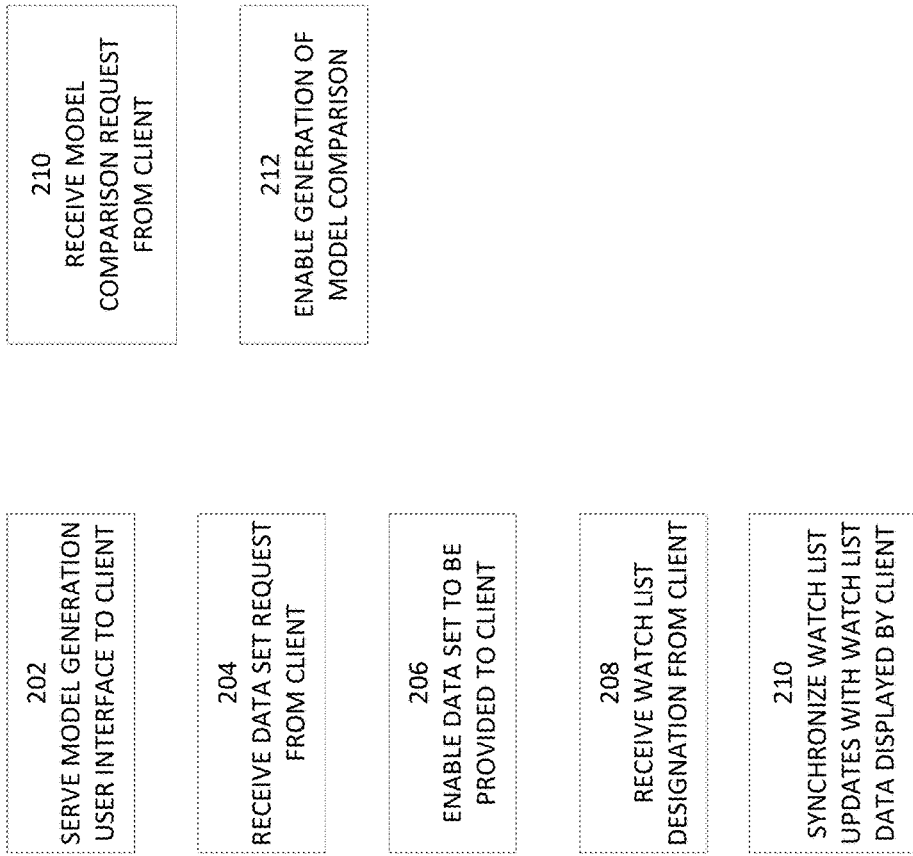 202
SERVE MODEL GENERATION
USER INTERFACE TO CLIENT
204
RECEIVE DATA SET REQUEST
FROM CLIENT
206
ENABLE DATA SET TO BE
PROVIDED TO CLIENT
208
RECEIVE WATCH LIST
DESIGNATION FROM CLIENT
210
SYNCHRONIZE WATCH LIST
UPDATES WITH WATCH LIST
DATA DISPLAYED BY CLIENT
210
RECEIVE MODEL
COMPARISON REQUEST
FROM CLIENT
212
ENABLE GENERATION OF
MODEL COMPARISON